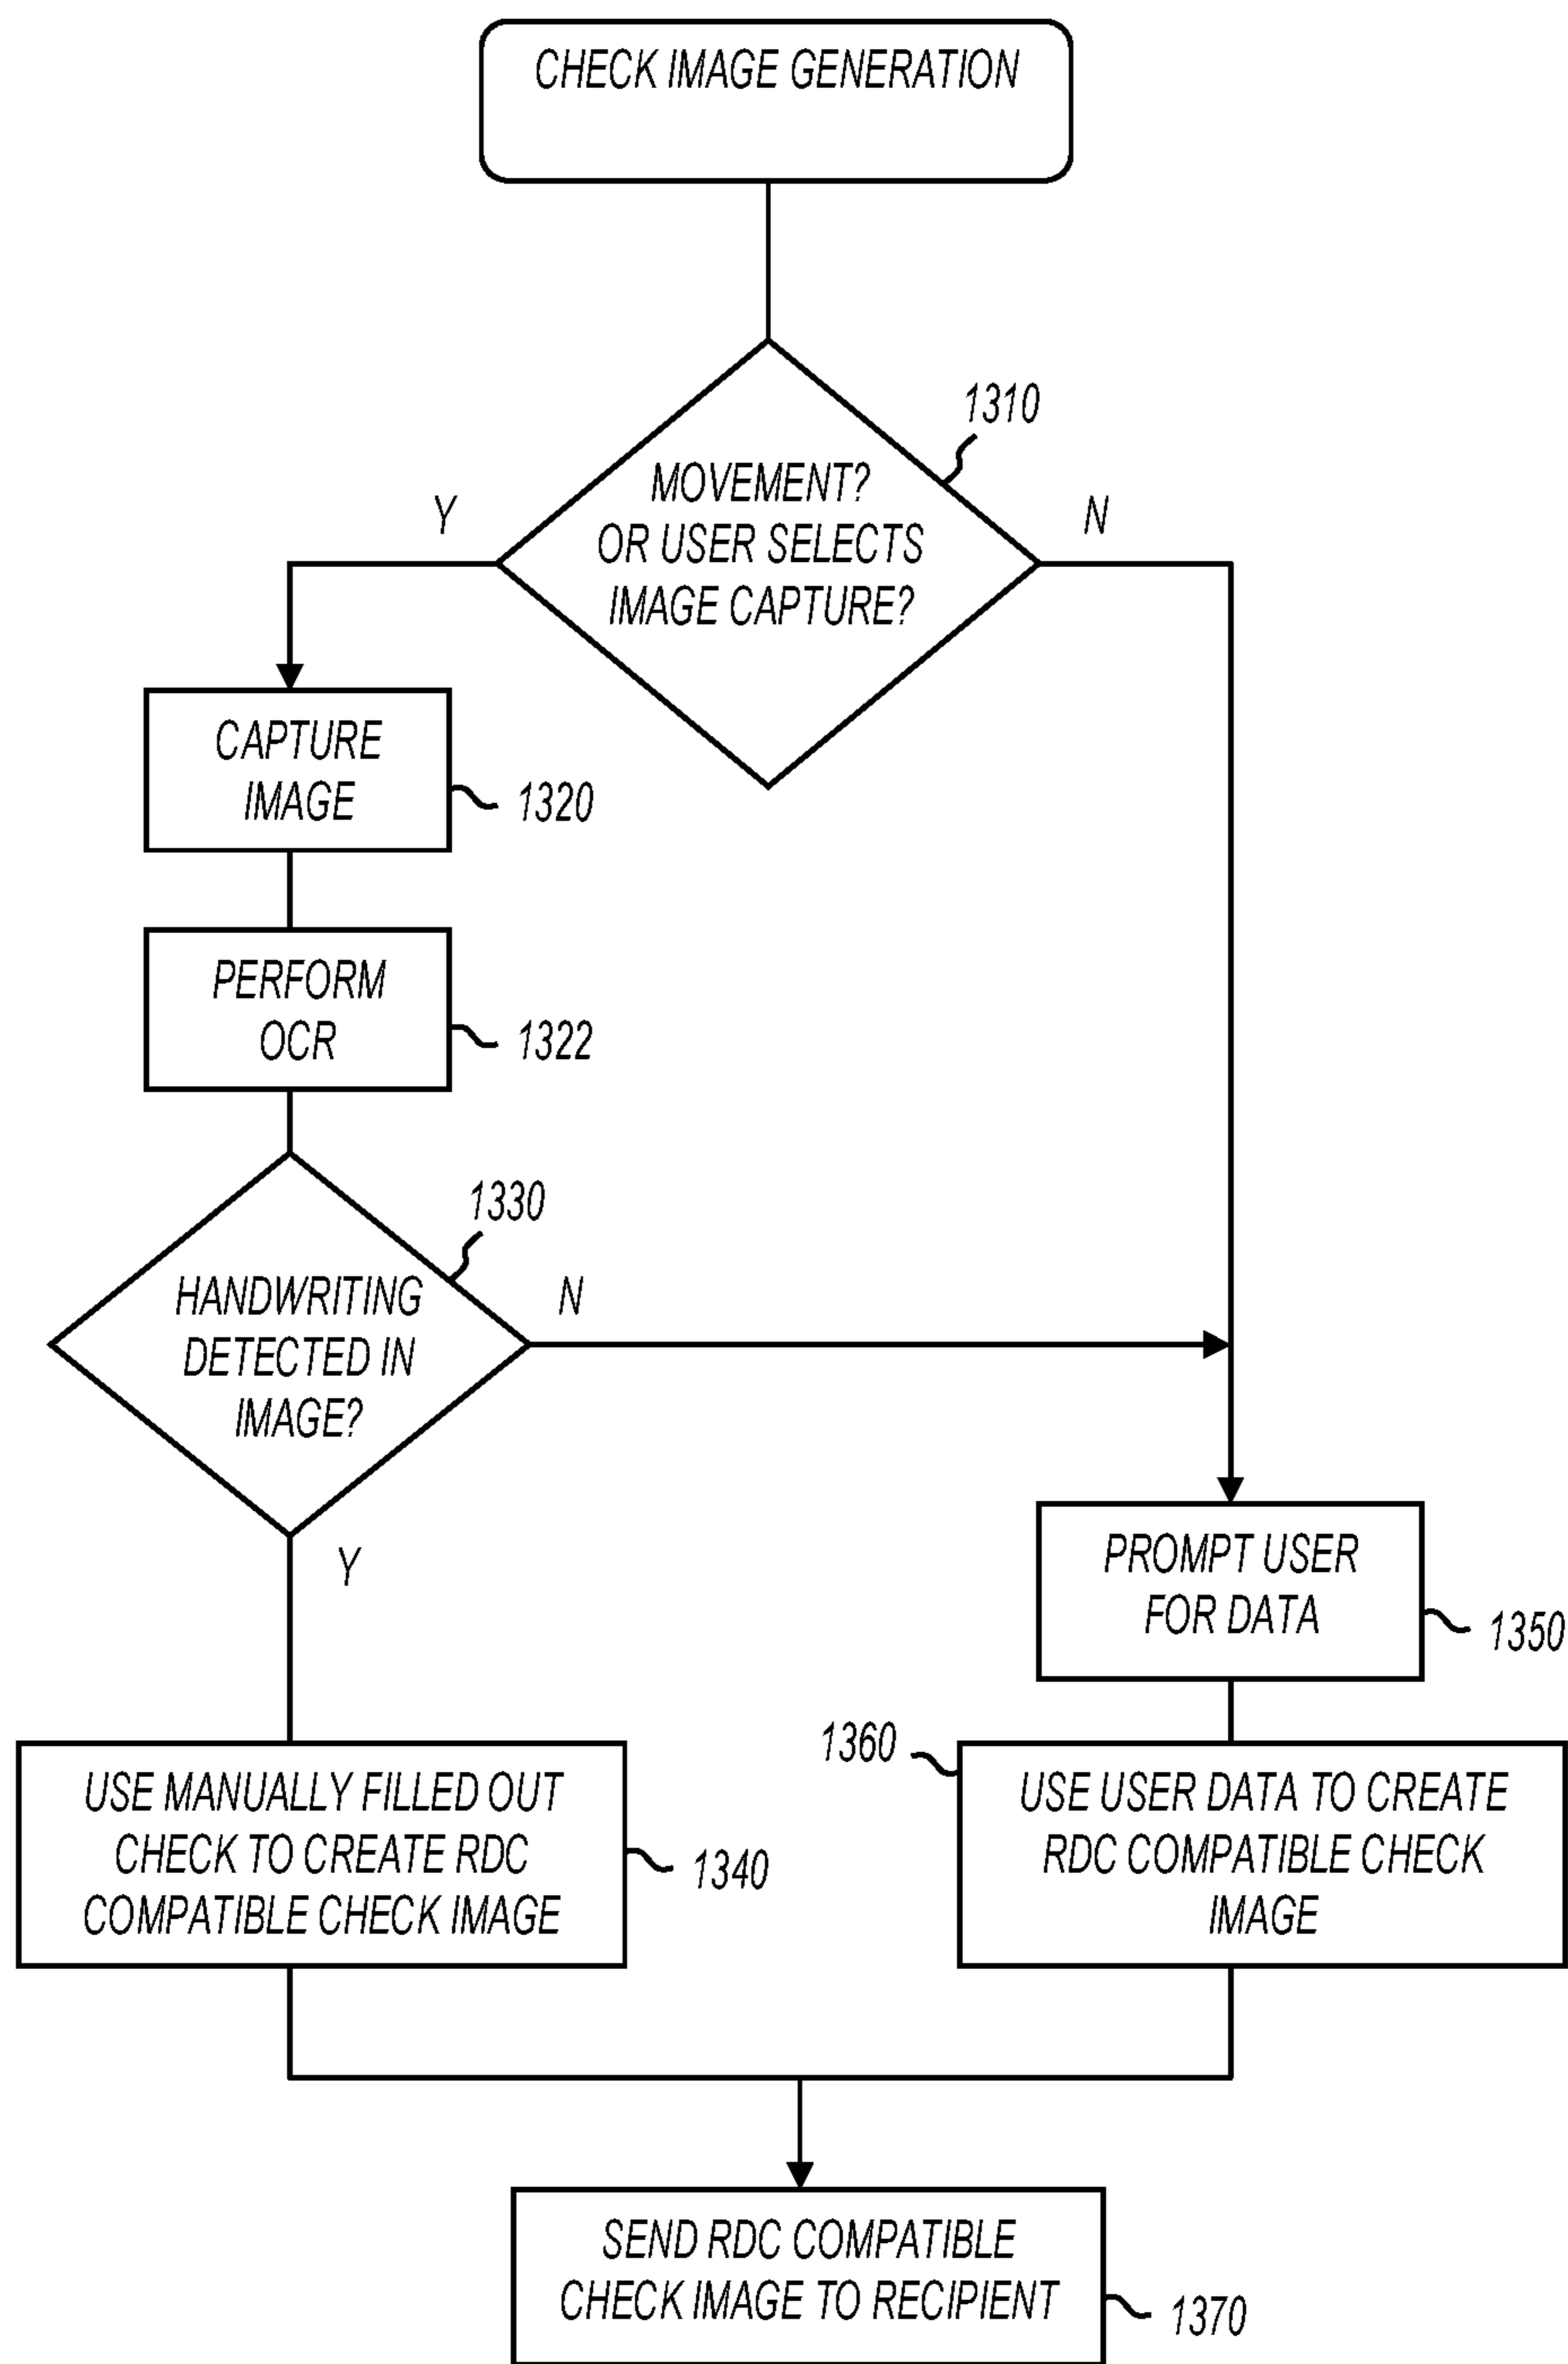 CHECK IMAGE GENERATION
1310
MOVEMENT?
OR USER SELECTS
IMAGE CAPTURE?
Y
N
CAPTURE
IMAGE
1320
PERFORM
OCR
1322
1330
HANDWRITING
DETECTED IN
IMAGE?
N
Y
PROMPT USER
FOR DATA
1350
USE MANUALLY FILLED OUT
CHECK TO CREATE RDC
COMPATIBLE CHECK IMAGE
1340
1360
USE USER DATA TO CREATE
RDC COMPATIBLE CHECK
IMAGE
SEND RDC COMPATIBLE
CHECK IMAGE TO RECIPIENT
1370